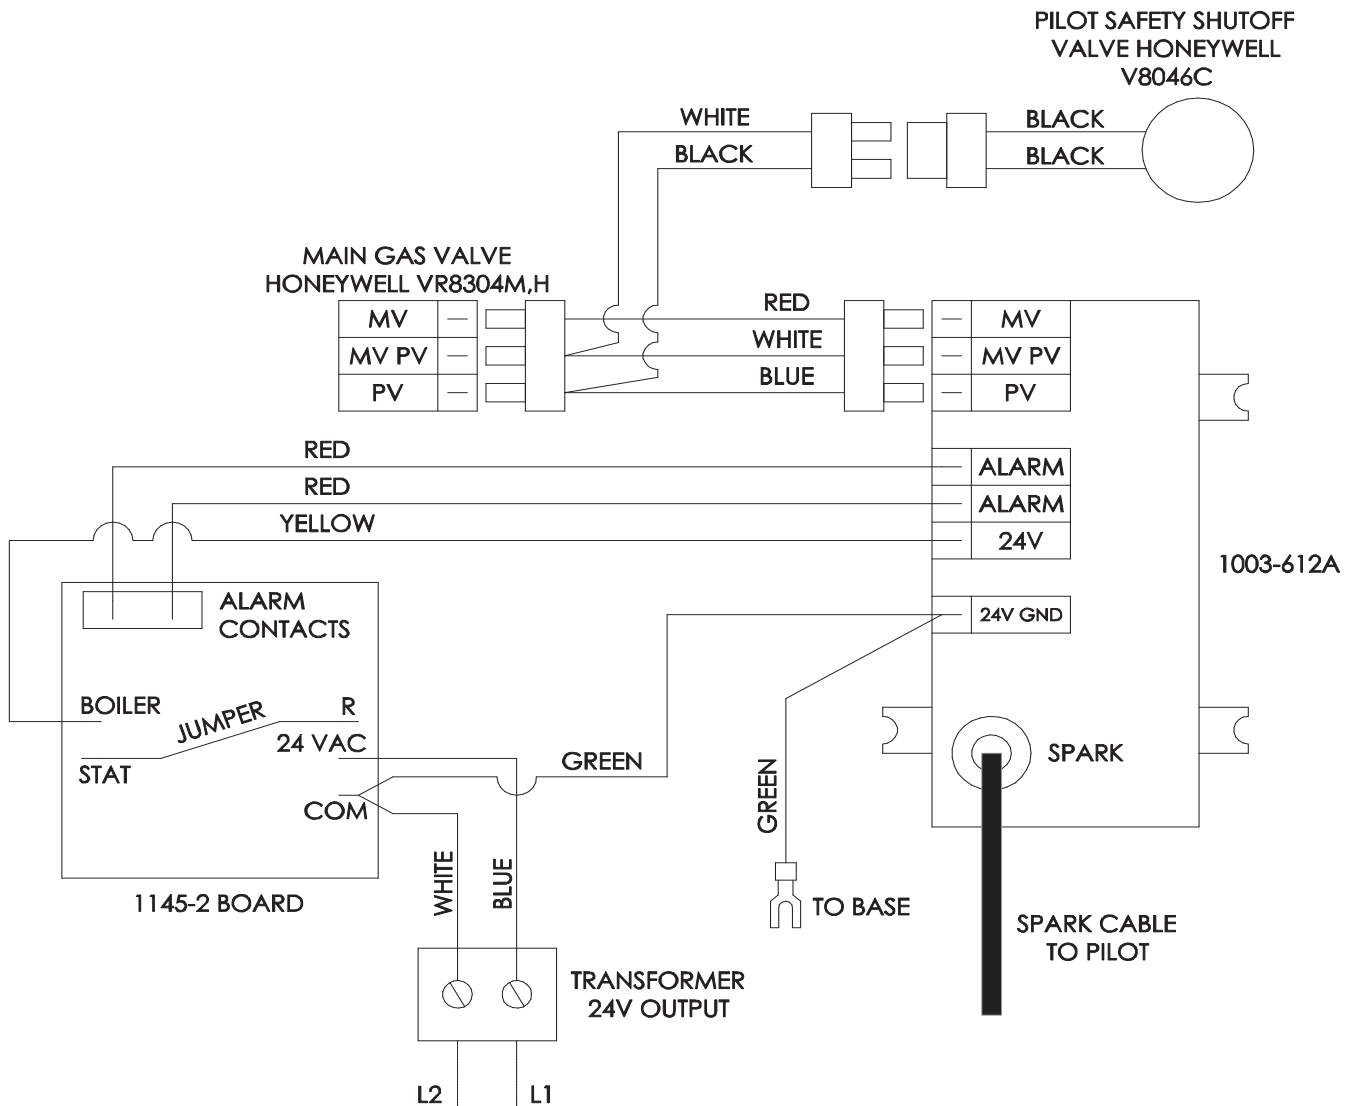 PILOT SAFETY SHUTOFF
VALVE HONEYWELL
V8046C
WHITE
BLACK
BLACK
BLACK
MAIN GAS VALVE
HONEYWELL VR8304M,H
MV
MV PV
PV
RED
WHITE
BLUE
MV
MV PV
PV
RED
RED
YELLOW
ALARM
ALARM
24V
24V GND
1003-612A
ALARM
CONTACTS
BOILER
JUMPER
R
24 VAC
STAT
COM
GREEN
GREEN
SPARK
WHITE
BLUE
1145-2 BOARD
TO BASE
SPARK CABLE
TO PILOT
TRANSFORMER
24V OUTPUT
L2
L1